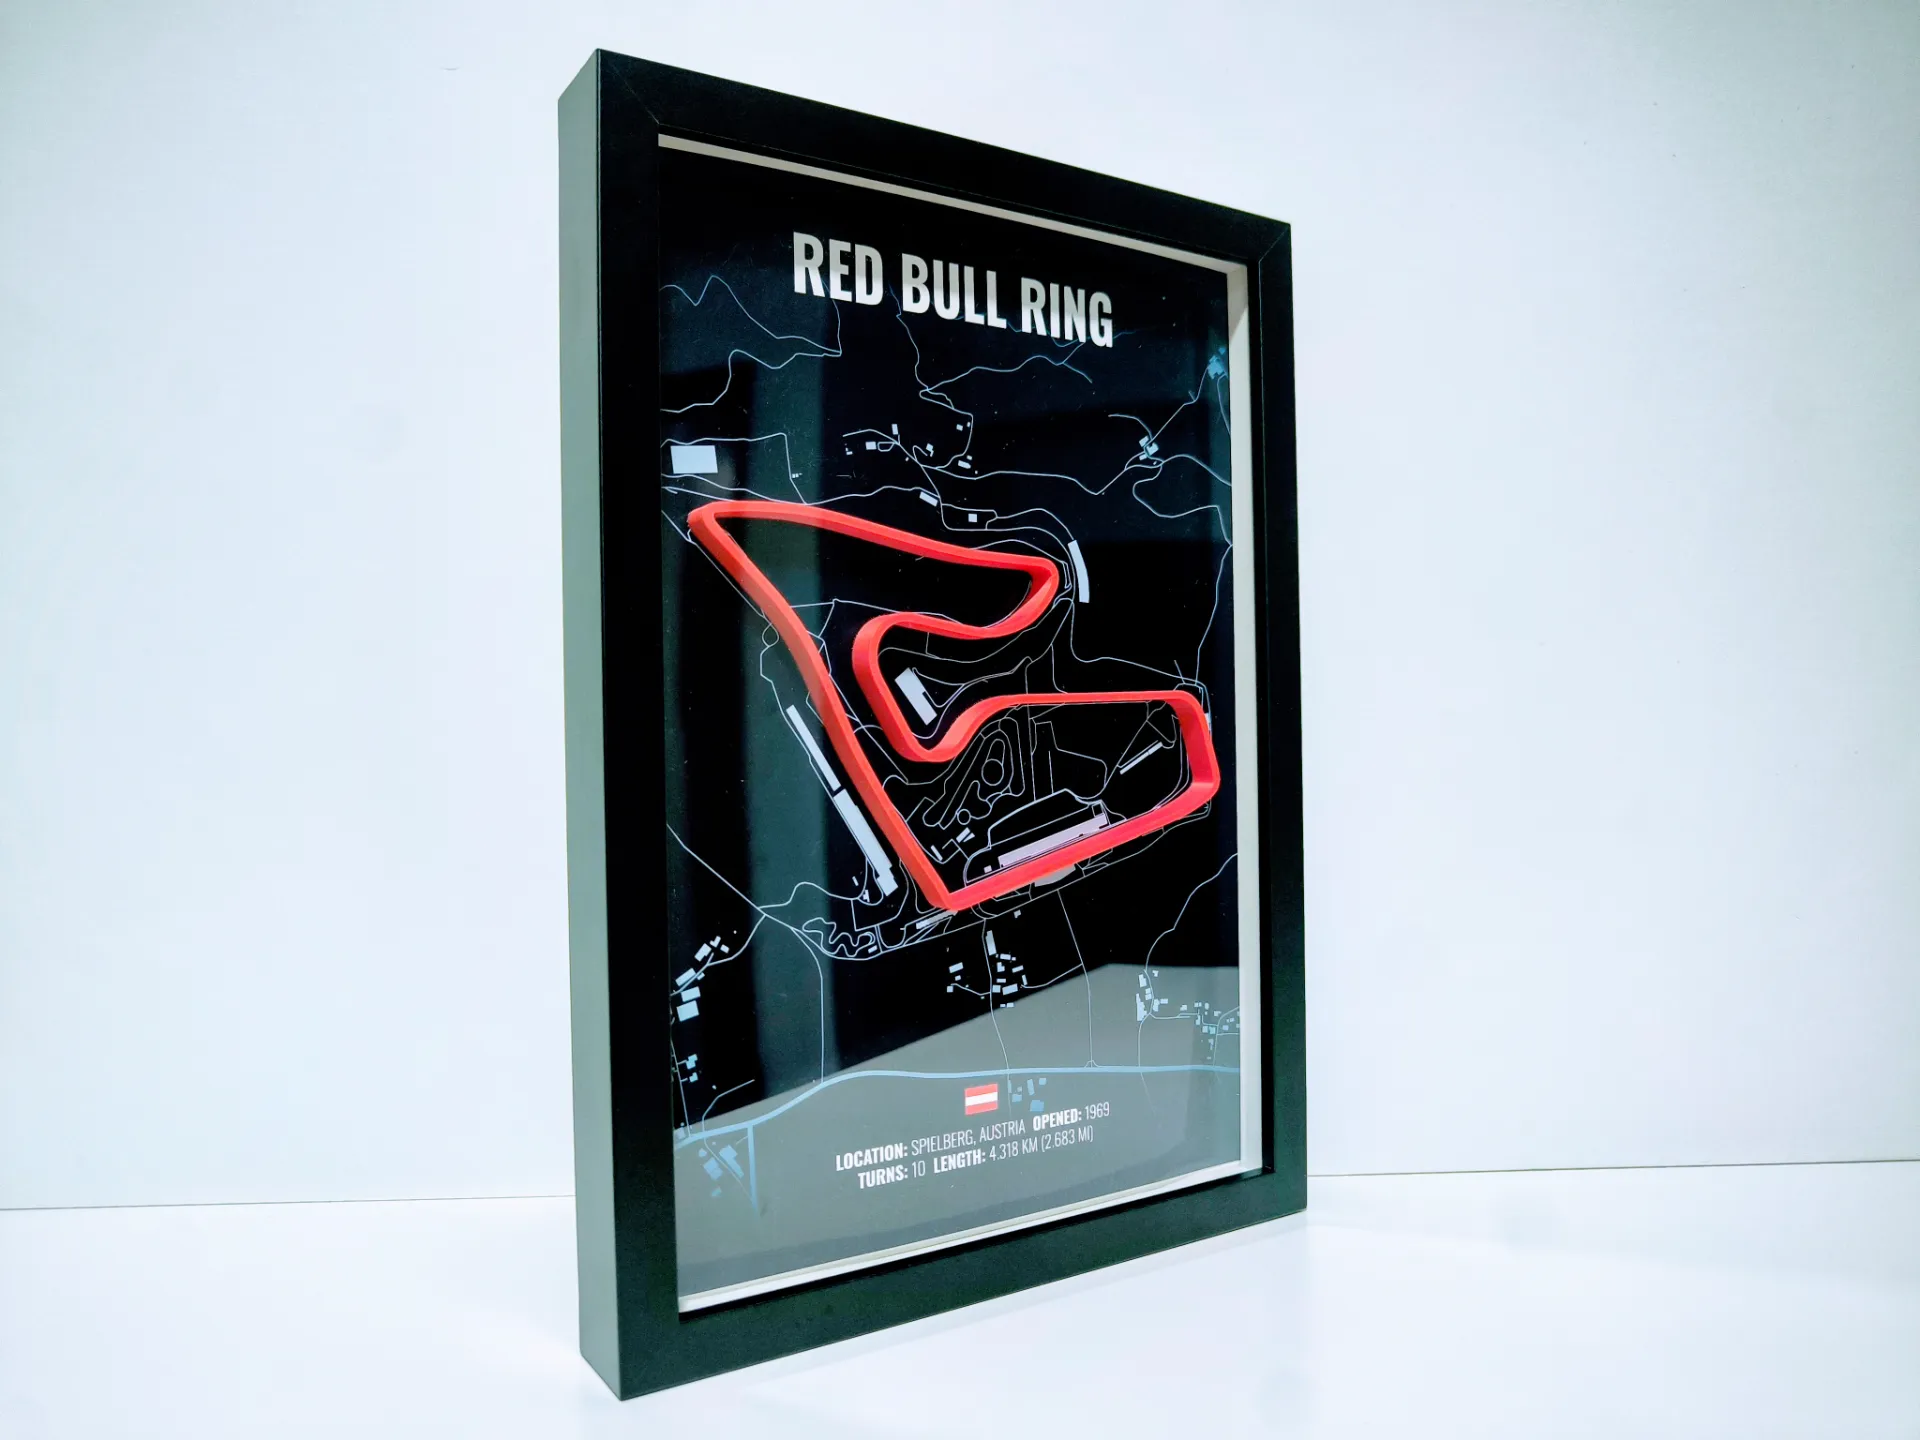 RED BULL RING
LOCATION: SPIELBERG, AUSTRIA OPENED: 1969
TURNS: 10 LENGTH: 4.318 KM (2.683 MI)